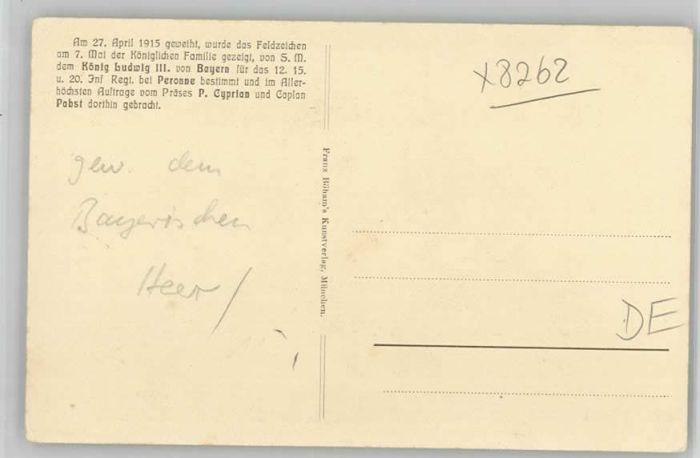 Am 27. April 1915 geweiht, wurde das Feldzeichen
am 7. Mai der Königlichen Familie gezeigt, von S. M.
dem König Ludwig III. von Bayern für das 12. 15.
u. 20. Inf Regt. bei Peronne bestimmt und im Aller-
höchsten Auftrage vom Präses P. Cyprian und Caplan
Pabst dorthin gebracht.
gew. dem
Bayerischen
Heer/
Franz Böham's Kunstverlag, München.
x8262
DE